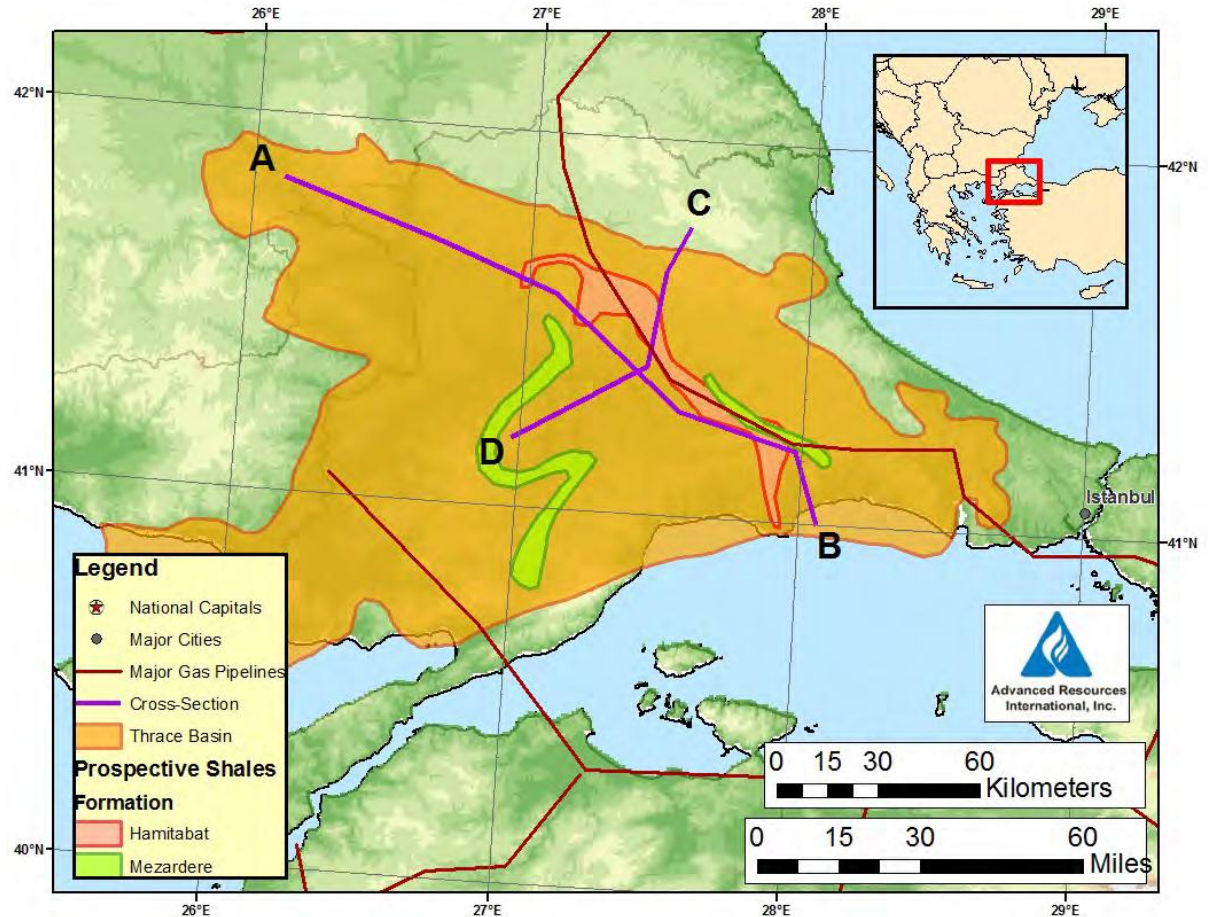 26°E
27°E
28°E
29°E
42°N
42°N
A
C
D
B
41°N
41°N
Istanbul
Legend
National Capitals
Major Cities
Major Gas Pipelines
Cross-Section
Thrace Basin
Prospective Shales
Formation
Hamitabat
Mezardere
Advanced Resources
International, Inc.
0 15 30 60
Kilometers
0 15 30 60
Miles
40°N
40°N
26°E
27°E
28°E
29°E